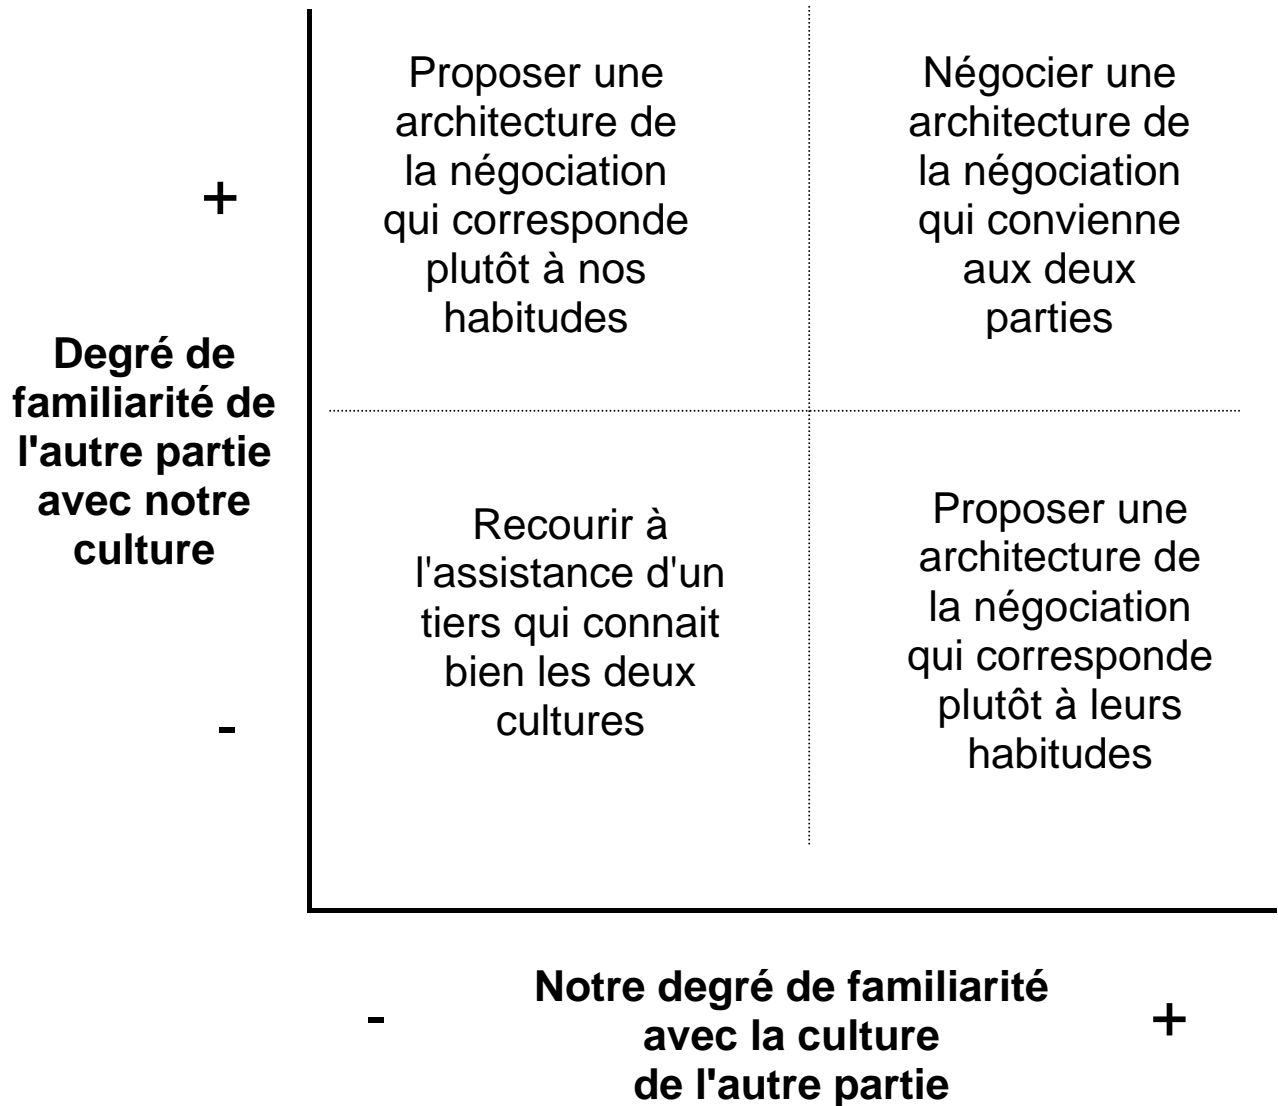 Proposer une
architecture de
la négociation
qui corresponde
plutôt à nos
habitudes
Négocier une
architecture de
la négociation
qui convienne
aux deux
parties
+
Degré de
familiarité de
l'autre partie
avec notre
culture
-
Recourir à
l'assistance d'un
tiers qui connait
bien les deux
cultures
Proposer une
architecture de
la négociation
qui corresponde
plutôt à leurs
habitudes
-
Notre degré de familiarité
avec la culture
de l'autre partie
+